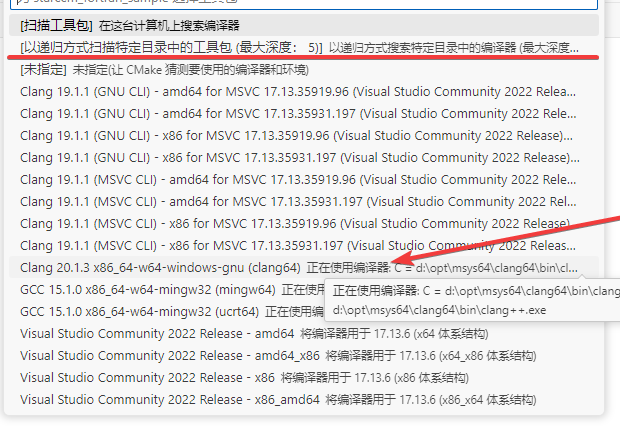 starccm_fortran_sample
[扫描工具包] 在这台计算机上搜索编译器
[以递归方式扫描特定目录中的工具包 (最大深度： 5)] 以递归方式搜索特定目录中的编译器 (最大深度...
[未指定] 未指定(让 CMake 猜测要使用的编译器和环境)
Clang 19.1.1 (GNU CLI) - amd64 for MSVC 17.13.35919.96 (Visual Studio Community 2022 Relea...
Clang 19.1.1 (GNU CLI) - amd64 for MSVC 17.13.35931.197 (Visual Studio Community 2022 Rele...
Clang 19.1.1 (GNU CLI) - x86 for MSVC 17.13.35919.96 (Visual Studio Community 2022 Release)...
Clang 19.1.1 (GNU CLI) - x86 for MSVC 17.13.35931.197 (Visual Studio Community 2022 Release...
Clang 19.1.1 (MSVC CLI) - amd64 for MSVC 17.13.35919.96 (Visual Studio Community 2022 Rele...
Clang 19.1.1 (MSVC CLI) - amd64 for MSVC 17.13.35931.197 (Visual Studio Community 2022 Rel...
Clang 19.1.1 (MSVC CLI) - x86 for MSVC 17.13.35919.96 (Visual Studio Community 2022 Release)...
Clang 19.1.1 (MSVC CLI) - x86 for MSVC 17.13.35931.197 (Visual Studio Community 2022 Releas...
Clang 20.1.3 x86_64-w64-windows-gnu (clang64) 正在使用编译器: C = d:\opt\msys64\clang64\bin\cl...
GCC 15.1.0 x86_64-w64-mingw32 (mingw64) 正在使用
GCC 15.1.0 x86_64-w64-mingw32 (ucrt64) 正在使用编
正在使用编译器: C = d:\opt\msys64\clang64\bin\clang
d:\opt\msys64\clang64\bin\clang++.exe
Visual Studio Community 2022 Release - amd64 将编译器用于 17.13.6 (x64 体系结构)
Visual Studio Community 2022 Release - amd64_x86 将编译器用于 17.13.6 (x64_x86 体系结构)
Visual Studio Community 2022 Release - x86 将编译器用于 17.13.6 (x86 体系结构)
Visual Studio Community 2022 Release - x86_amd64 将编译器用于 17.13.6 (x86_x64 体系结构)